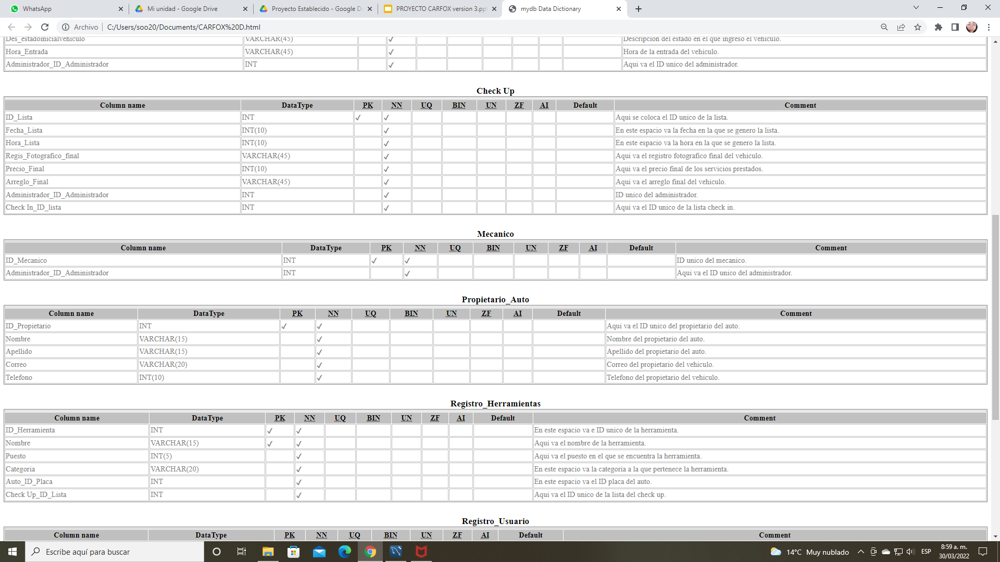 WhatsApp
Mi unidad - Google Drive
Proyecto Establecido - Google D
PROYECTO CARFOX version 3.pp
mydb Data Dictionary
Archivo C:/Users/soo20/Documents/CARFOX%20D.html
Des_estadoinicialvehiculo VARCHAR(45) ✓ Descripcion del estado en el que ingreso el vehiculo.
Hora_Entrada VARCHAR(45) ✓ Hora de la entrada del vehiculo.
Administrador_ID_Administrador INT ✓ Aqui va el ID unico del administrador.
Check Up
Column name DataType PK NN UQ BIN UN ZF AI Default Comment
ID_Lista INT ✓ ✓ Aqui se coloca el ID unico de la lista.
Fecha_Lista INT(10) ✓ En este espacio va la fecha en la que se genero la lista.
Hora_Lista INT(10) ✓ En este espacio va la hora en la que se genero la lista.
Regis_Fotografico_final VARCHAR(45) ✓ Aqui va el registro fotografico final del vehiculo.
Precio_Final INT(10) ✓ Aqui va el precio final de los servicios prestados.
Arreglo_Final VARCHAR(45) ✓ Aqui va el arreglo final del vehiculo.
Administrador_ID_Administrador INT ✓ ID unico del administrador.
Check In_ID_lista INT ✓ Aqui va el ID unico de la lista check in.
Mecanico
Column name DataType PK NN UQ BIN UN ZF AI Default Comment
ID_Mecanico INT ✓ ✓ ID unico del mecanico.
Administrador_ID_Administrador INT ✓ Aqui va el ID unico del administrador.
Propietario_Auto
Column name DataType PK NN UQ BIN UN ZF AI Default Comment
ID_Propietario INT ✓ ✓ Aqui va el ID unico del propietario del auto.
Nombre VARCHAR(15) ✓ Nombre del propietario del auto.
Apellido VARCHAR(15) ✓ Apellido del propietario del auto.
Correo VARCHAR(20) ✓ Correo del propietario del vehiculo.
Telefono INT(10) ✓ Telefono del propietario del vehiculo.
Registro_Herramientas
Column name DataType PK NN UQ BIN UN ZF AI Default Comment
ID_Herramienta INT ✓ ✓ En este espacio va e ID unico de la herramienta.
Nombre VARCHAR(15) ✓ ✓ Aqui va el nombre de la herramienta.
Puesto INT(5) ✓ Aqui va el puesto en el que se encuentra la herramienta.
Categoria VARCHAR(20) ✓ En este espacio va la categoria a la que pertenece la herramienta.
Auto_ID_Placa INT ✓ En este espacio va el ID placa del auto.
Check Up_ID_Lista INT ✓ Aqui va el ID unico de la lista del check up.
Registro_Usuario
Column name DataType PK NN UQ BIN UN ZF AI Default Comment
Escribe aquí para buscar
14°C Muy nublado
ESP
8:59 a. m.
30/03/2022